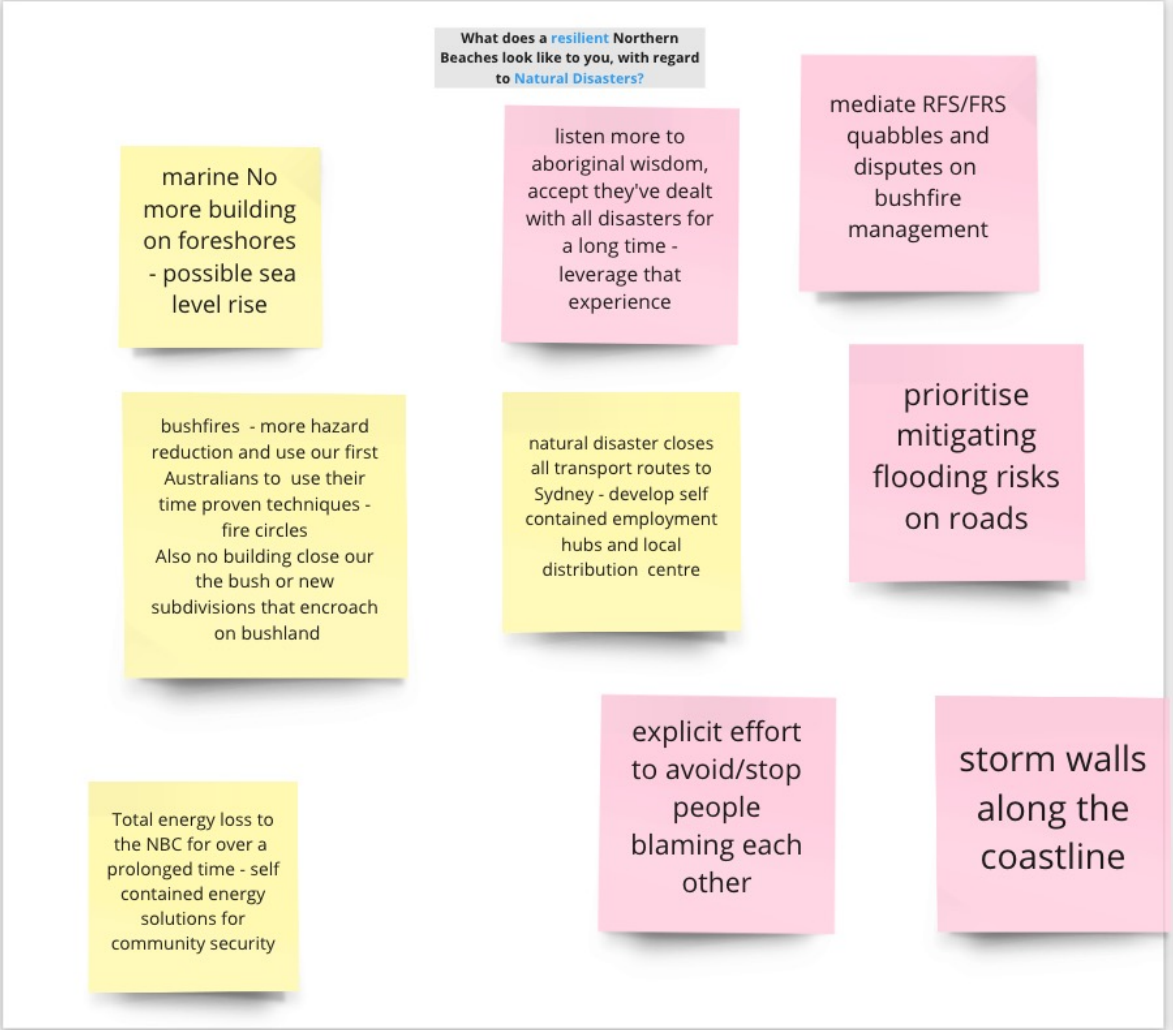 What does a resilient Northern
Beaches look like to you, with regard
to Natural Disasters?
marine No
more building
on foreshores
- possible sea
level rise
listen more to
aboriginal wisdom,
accept they've dealt
with all disasters for
a long time -
leverage that
experience
mediate RFS/FRS
quabbles and
disputes on
bushfire
management
bushfires - more hazard
reduction and use our first
Australians to use their
time proven techniques -
fire circles
Also no building close our
the bush or new
subdivisions that encroach
on bushland
natural disaster closes
all transport routes to
Sydney - develop self
contained employment
hubs and local
distribution centre
prioritise
mitigating
flooding risks
on roads
Total energy loss to
the NBC for over a
prolonged time - self
contained energy
solutions for
community security
explicit effort
to avoid/stop
people
blaming each
other
storm walls
along the
coastline